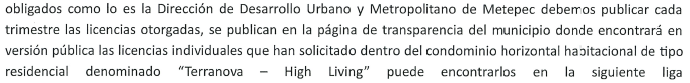 obligados como lo es la Dirección de Desarrollo Urbano y Metropolitano de Metepec debemos publicar cada
trimestre las licencias otorgadas, se publican en la página de transparencia del municipio donde encontrará en
versión pública las licencias individuales que han solicitado dentro del condominio horizontal habitacional de tipo
residencial denominado “Terranova – High Living” puede encontrarlos en la siguiente liga